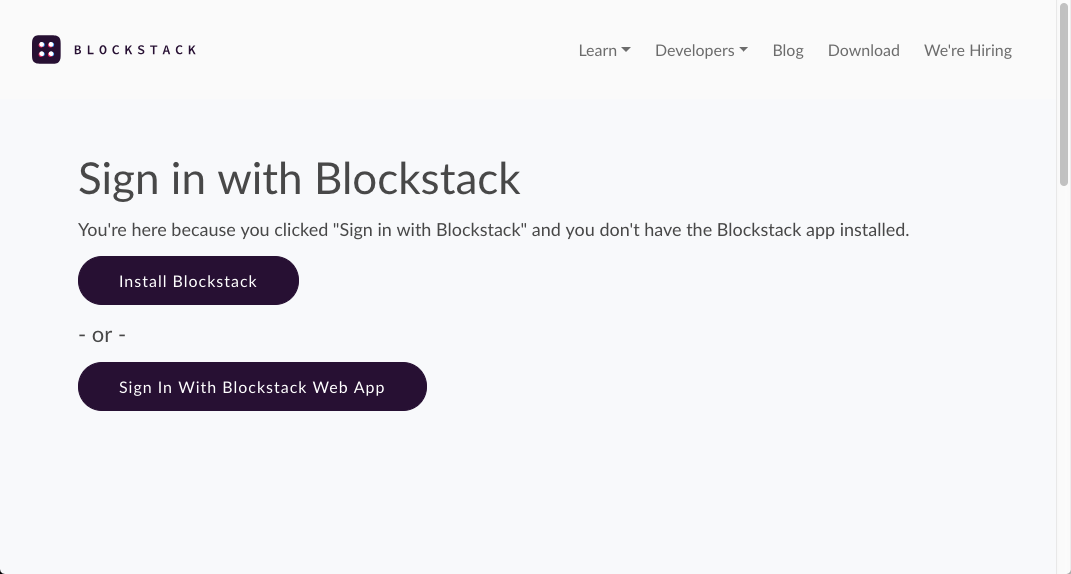 BLOCKSTACK
Learn Developers Blog Download We're Hiring
Sign in with Blockstack
You're here because you clicked "Sign in with Blockstack" and you don't have the Blockstack app installed.
Install Blockstack
- or -
Sign In With Blockstack Web App